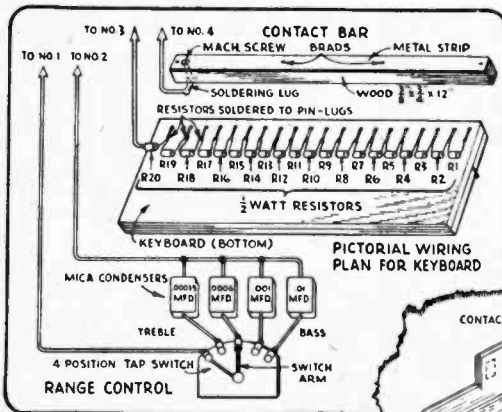 TO NO.3
TO NO.4
CONTACT BAR
TO NO.1
TO NO.2
MACH. SCREW
BRADS
METAL STRIP
SOLDERING LUG
WOOD
X 12
RESISTORS SOLDERED TO PIN-LUGS
R19 R17 R15 R13 R11 R9 R7 R5 R3 R1
R20 R18 R16 R14 R12 R10 R8 R6 R4 R2
1/2 WATT RESISTORS
KEYBOARD (BOTTOM)
PICTORIAL WIRING
PLAN FOR KEYBOARD
MICA CONDENSERS
MFD.
.0006
MFD.
.001
MFD.
.01
MFD.
TREBLE
BASS
4 POSITION TAP SWITCH
SWITCH
ARM
RANGE CONTROL
CONTAC